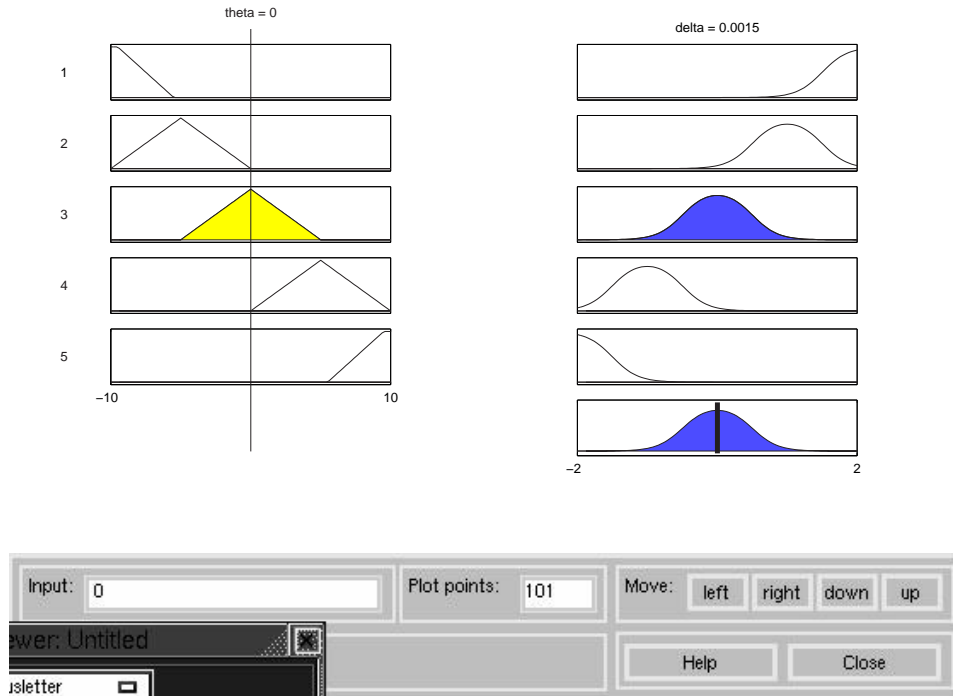 theta = 0
delta = 0.0015
1
2
3
4
5
−10
10
−2
2
Input: 0
Plot points: 101
Move: left right down up
ewer: Untitled
Help
Close
usletter